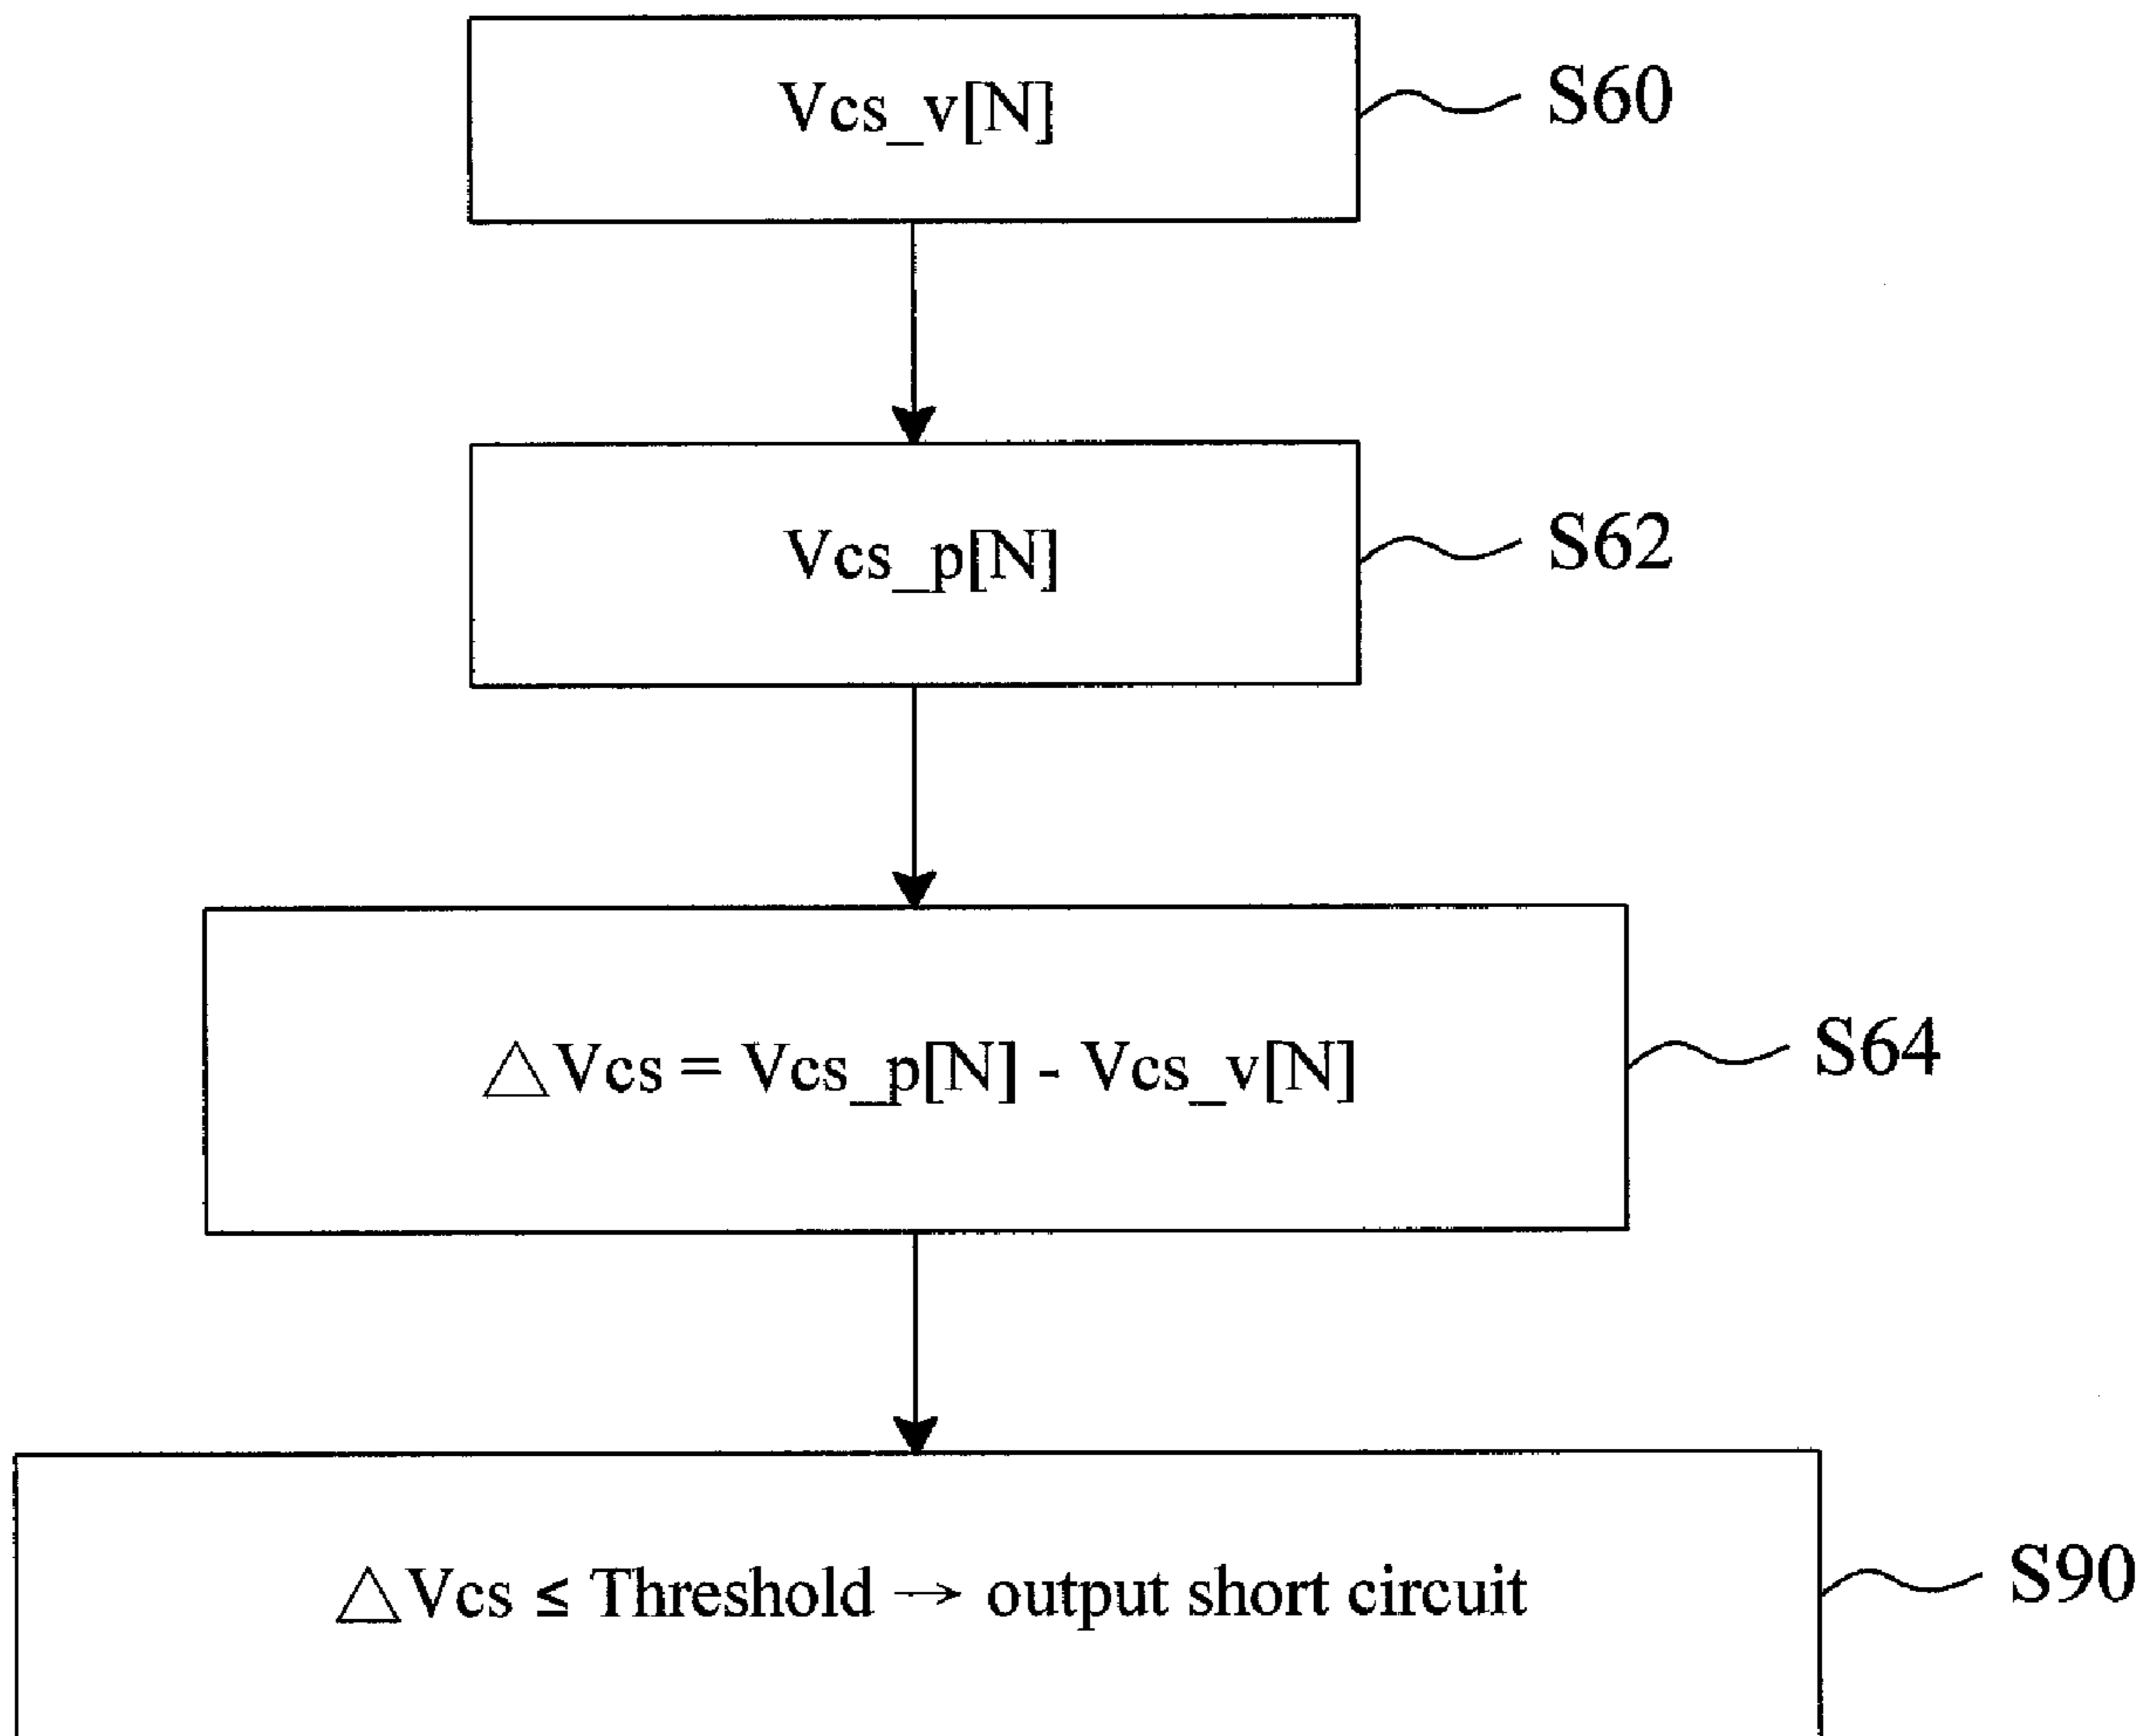 Vcs_v[N]
S60
Vcs_p[N]
S62
△Vcs = Vcs_p[N] - Vcs_v[N]
S64
△Vcs ≤ Threshold → output short circuit
S90